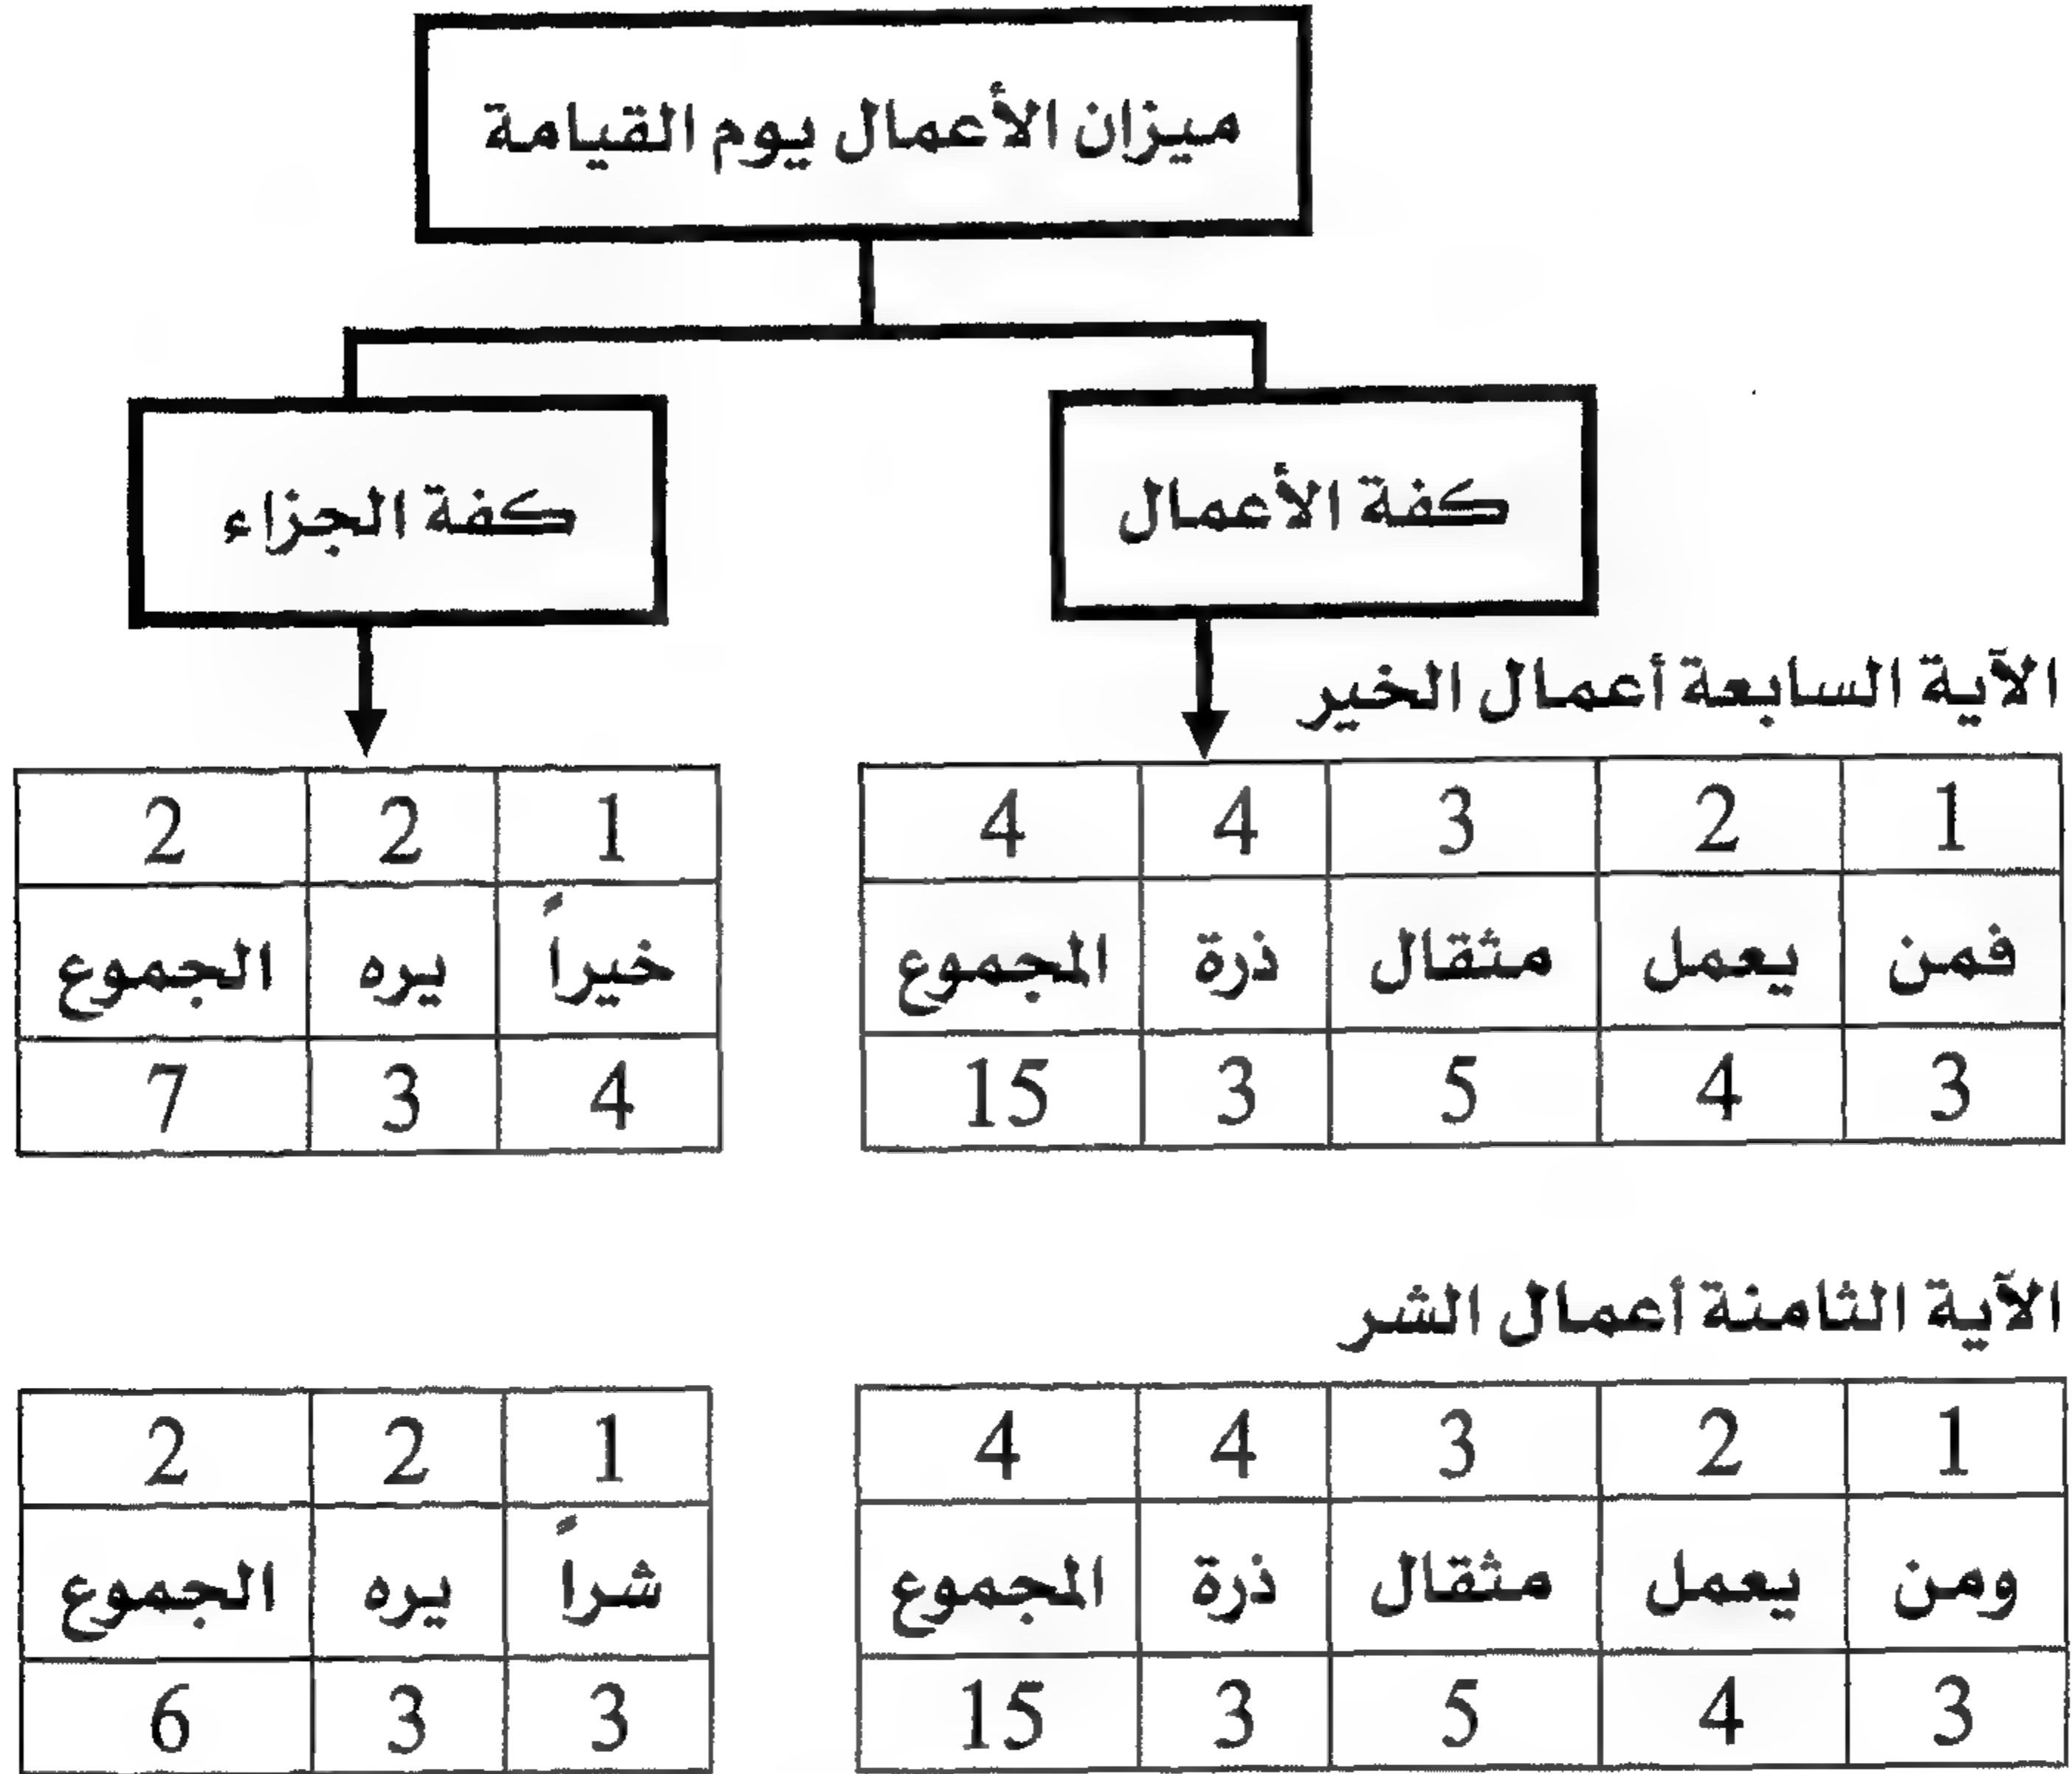 ميزان الأعمال يوم القيامة
كفة الأعمال
كفة الجزاء
الآية السابعة أعمال الخير
1 2 3 4 4
فمن يعمل مثقال ذرة المجموع
3 4 5 3 15
1 2 2
خيراً يره الجموع
4 3 7
الآية الثامنة أعمال الشر
1 2 3 4 4
ومن يعمل مثقال ذرة المجموع
3 4 5 3 15
1 2 2
شراً يره الجموع
3 3 6